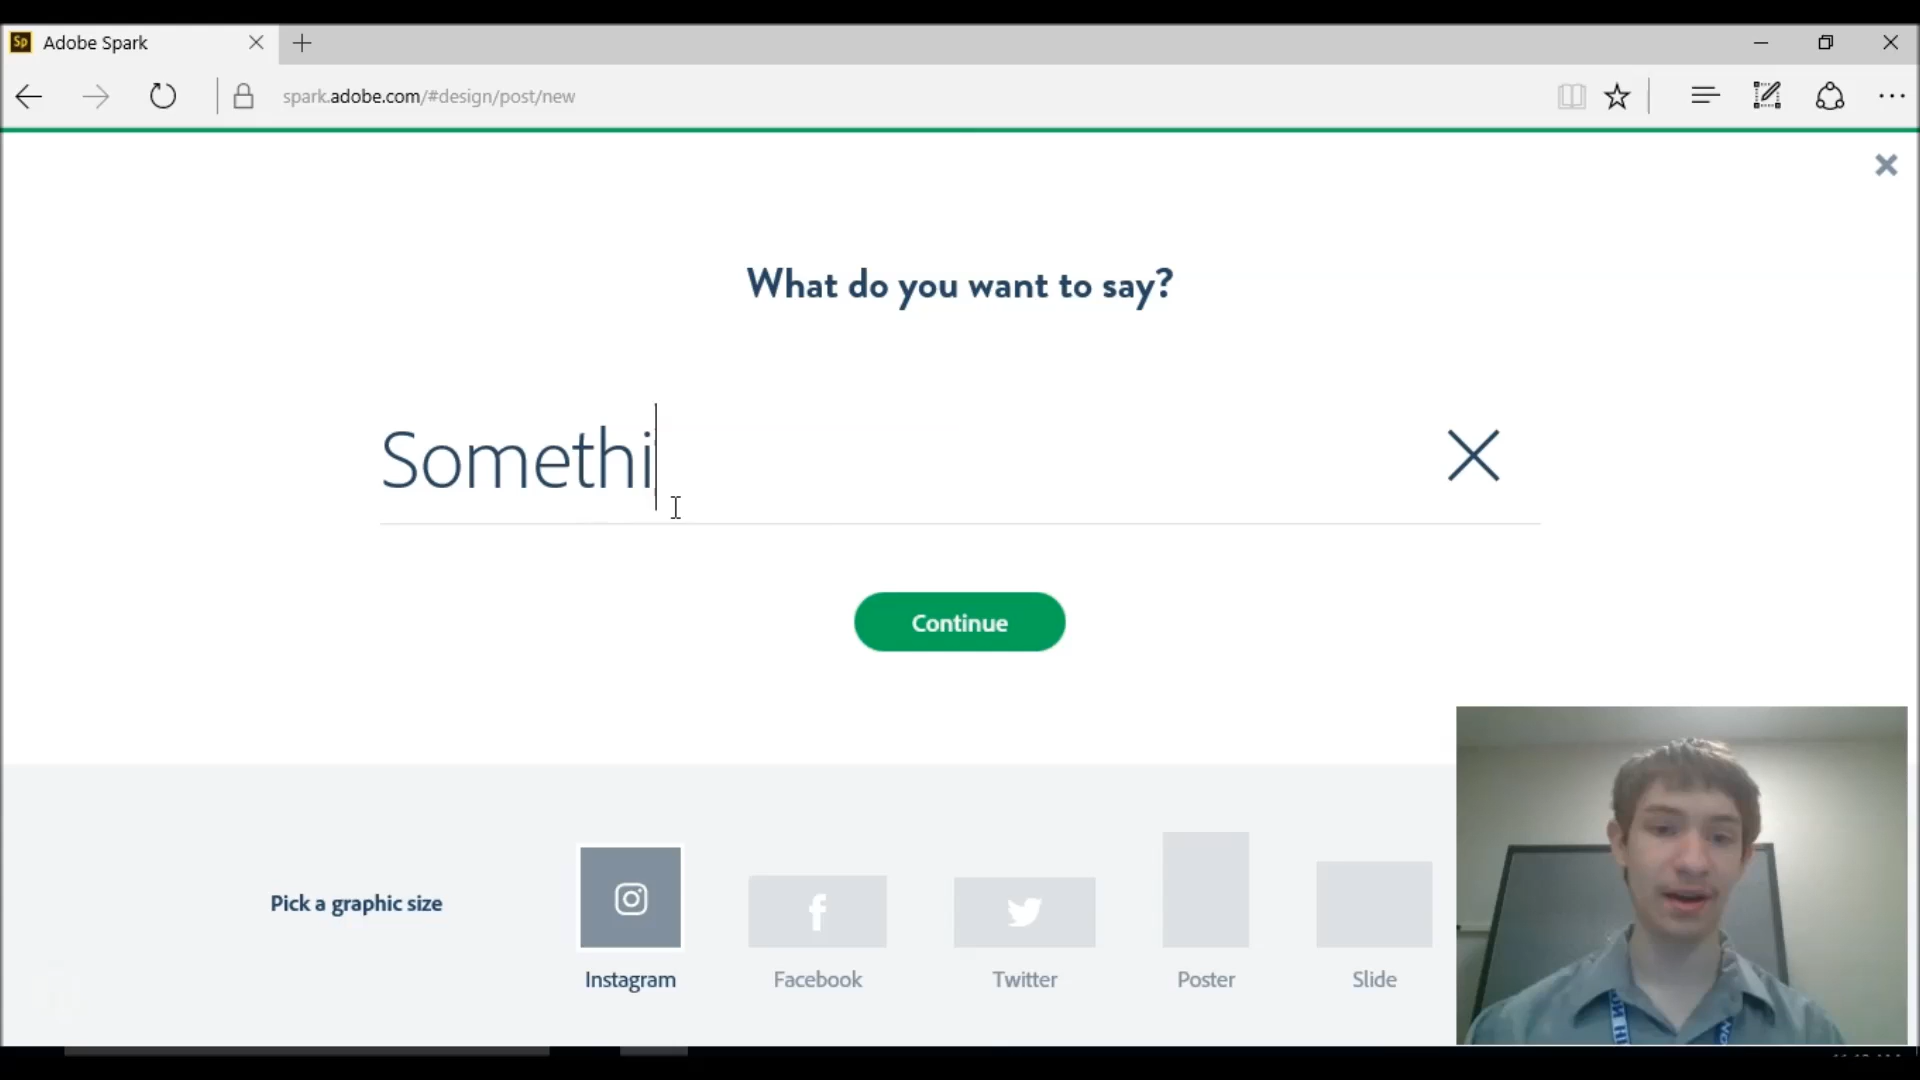 Sp Adobe Spark
spark.adobe.com/#design/post/new
What do you want to say?
Somethi
Continue
Pick a graphic size
Instagram
Facebook
Twitter
Poster
Slide